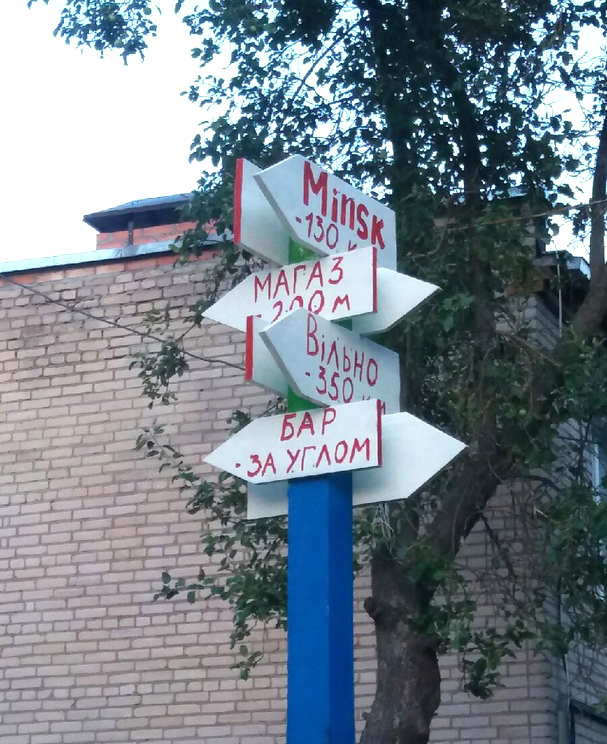 Minsk
-130 к
МАГАЗ
-200 м
Вільно
-350 к
БАР
·ЗА УГЛОМ